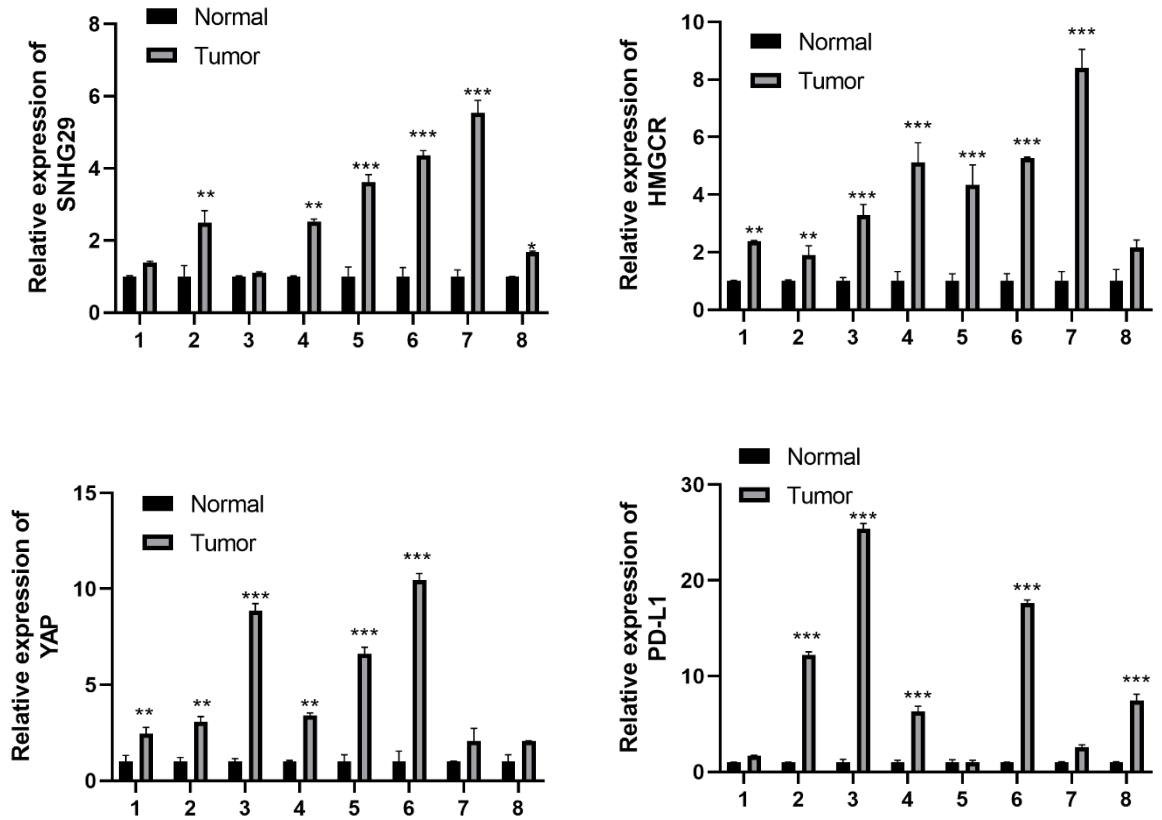 Relative expression of
SNHG29
8
6
4
2
0
Normal
Tumor
**
**
***
***
***
*
1 2 3 4 5 6 7 8
Relative expression of
HMGCR
10
8
6
4
2
0
Normal
Tumor
**
**
***
***
***
***
***
1 2 3 4 5 6 7 8
Relative expression of
YAP
15
10
5
0
Normal
Tumor
**
**
***
**
***
***
1 2 3 4 5 6 7 8
Relative expression of
PD-L1
30
20
10
0
Normal
Tumor
***
***
***
***
***
1 2 3 4 5 6 7 8